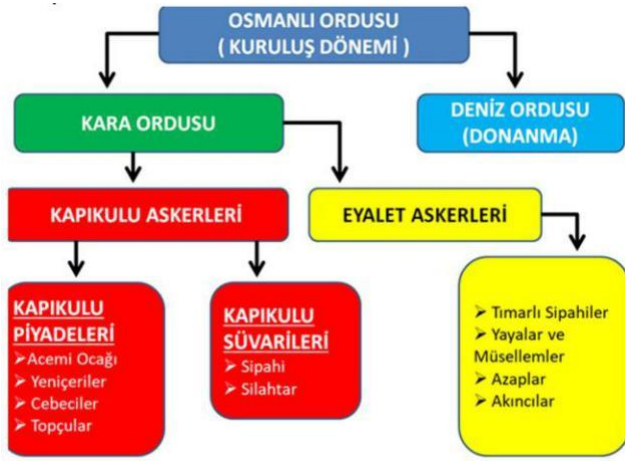 OSMANLI ORDUSU
( KURULUŞ DÖNEMİ )
KARA ORDUSU
DENİZ ORDUSU
(DONANMA)
KAPIKULU ASKERLERİ
EYALET ASKERLERİ
KAPIKULU
PİYADELERİ
➢Acemi Ocağı
➢ Yeniçeriler
➢ Cebeciler
➢ Topçular
KAPIKULU
SÜVARİLERİ
➢ Sipahi
➢ Silahtar
➢ Tımarlı Sipahiler
➢ Yayalar ve
Müsellemler
➢ Azaplar
➢ Akıncılar